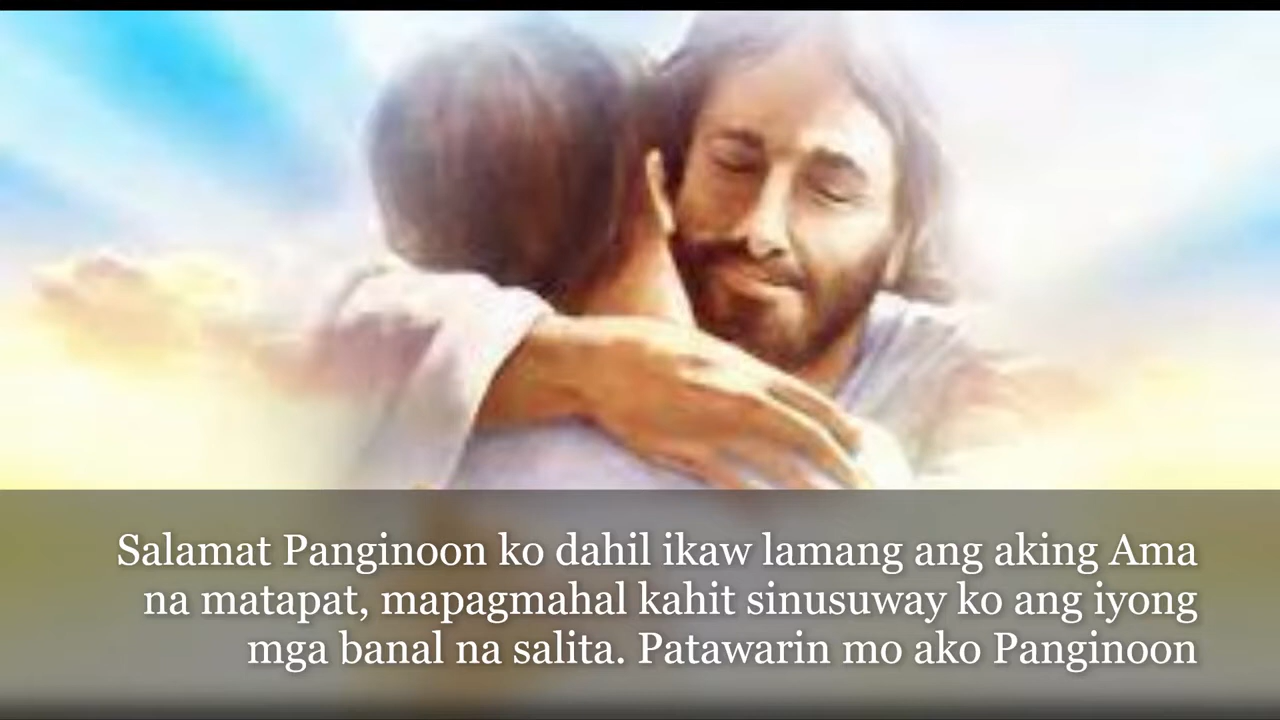 Salamat Panginoon ko dahil ikaw lamang ang aking Ama
na matapat, mapagmahal kahit sinusuway ko ang iyong
mga banal na salita. Patawarin mo ako Panginoon